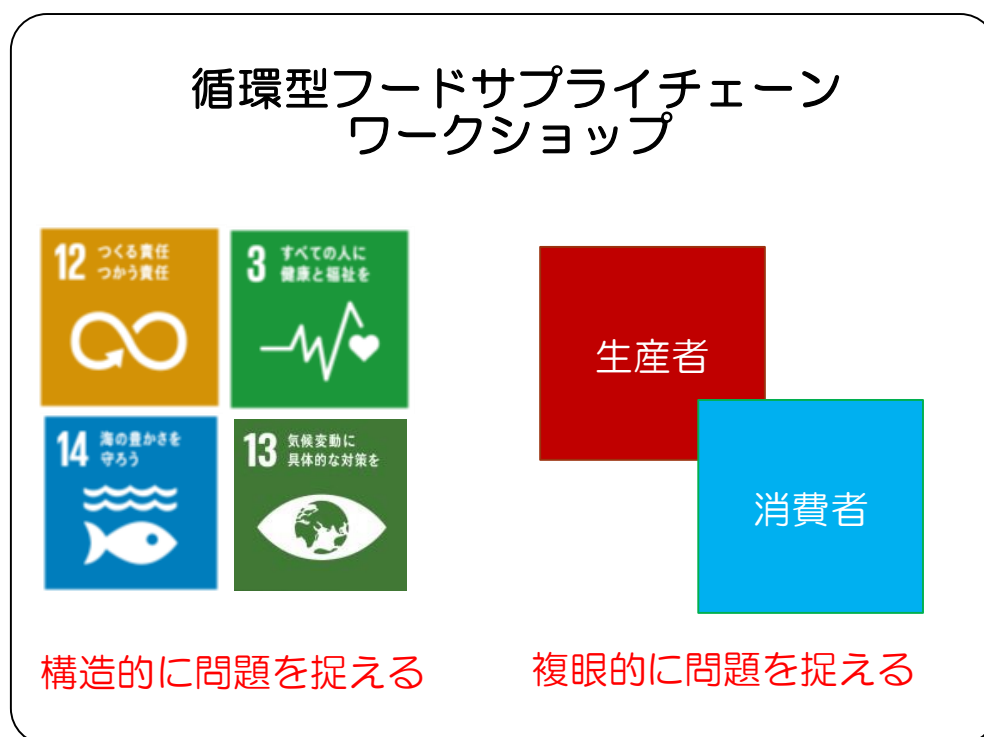 循環型フードサプライチェーン
ワークショップ
12 つくる責任
つかう責任
3 すべての人に
健康と福祉を
14 海の豊かさを
守ろう
13 気候変動に
具体的な対策を
生産者
消費者
構造的に問題を捉える
複眼的に問題を捉える